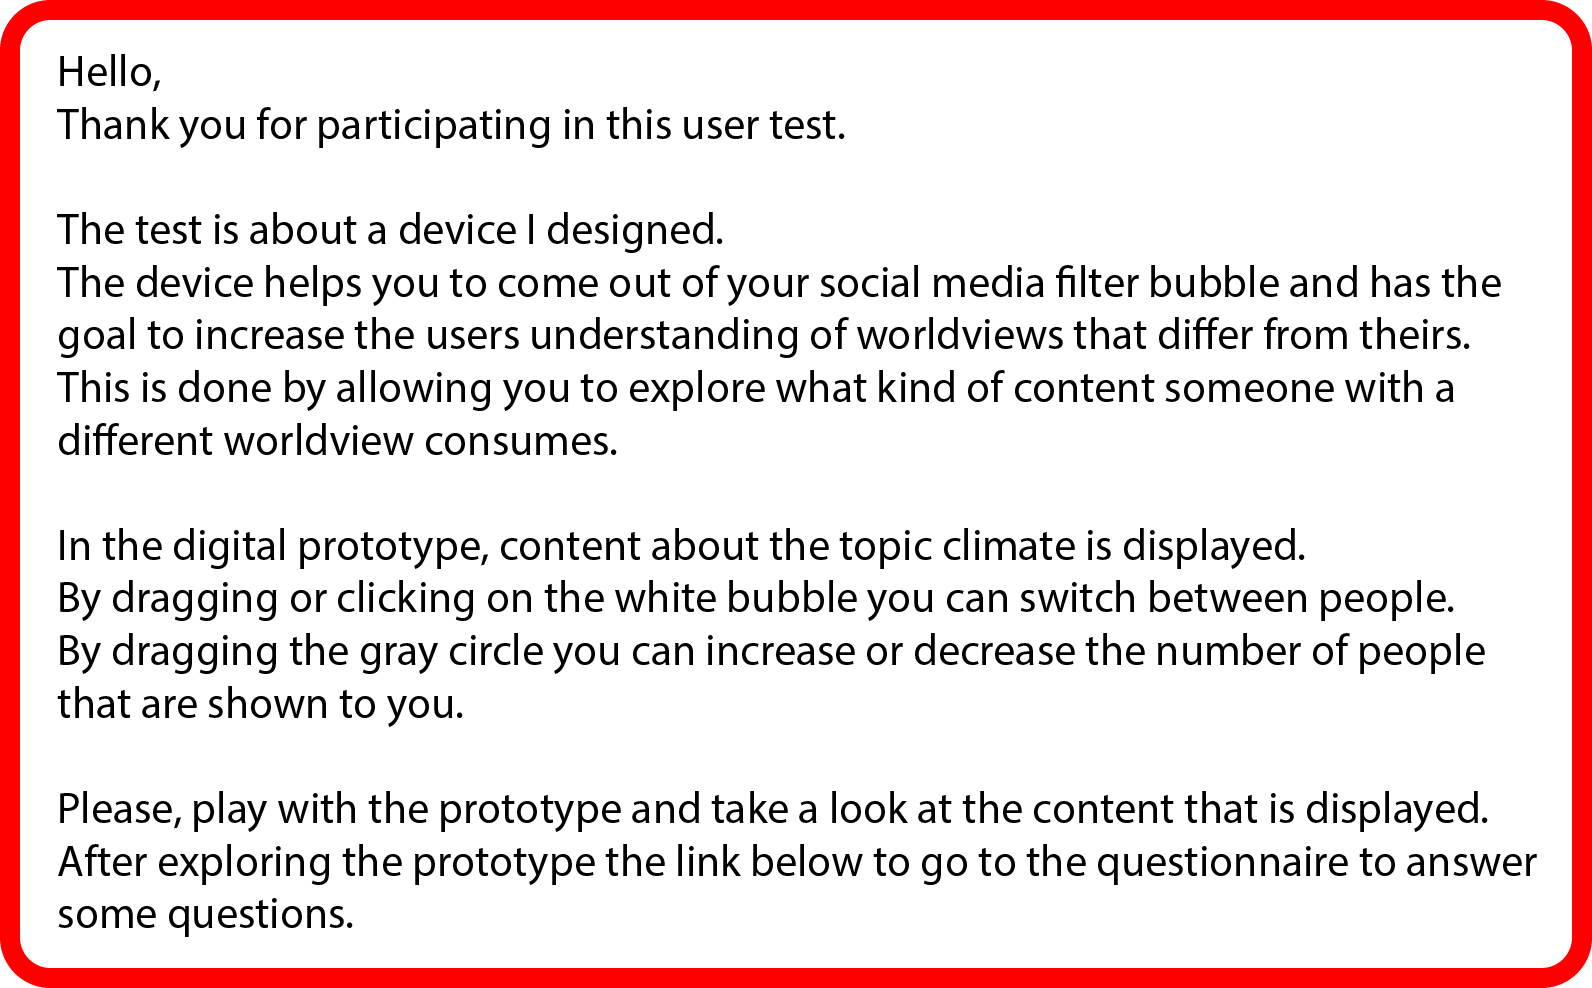 Hello,
Thank you for participating in this user test.
The test is about a device I designed.
The device helps you to come out of your social media filter bubble and has the
goal to increase the users understanding of worldviews that differ from theirs.
This is done by allowing you to explore what kind of content someone with a
different worldview consumes.
In the digital prototype, content about the topic climate is displayed.
By dragging or clicking on the white bubble you can switch between people.
By dragging the gray circle you can increase or decrease the number of people
that are shown to you.
Please, play with the prototype and take a look at the content that is displayed.
After exploring the prototype the link below to go to the questionnaire to answer
some questions.